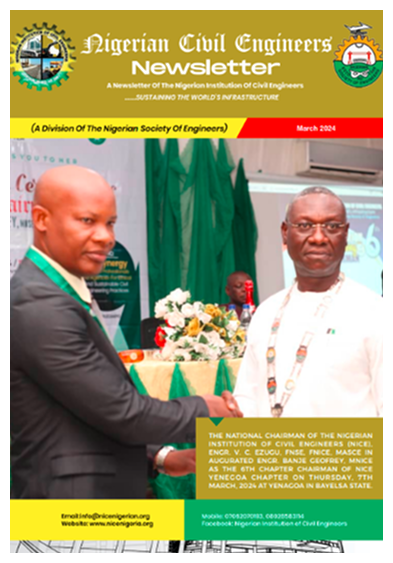 Nigerian Civil Engineers
Newsletter
A Newsletter Of The Nigerian Institution Of Civil Engineers
......SUSTAINING THE WORLD'S INFRASTRUCTURE
(A Division Of The Nigerian Society Of Engineers)
March 2024
THE NATIONAL CHAIRMAN OF THE NIGERIAN
INSTITUTION OF CIVIL ENGINEERS (NICE),
ENGR. V. C. EZUGU, FNSE, FNICE, MASCE IN
AUGURATED ENGR. BANJE GEOFREY, MNICE
AS THE 6TH CHAPTER CHAIRMAN OF NICE
YENEGOA CHAPTER ON THURSDAY, 7TH
MARCH, 2024 AT YENAGOA IN BAYELSA STATE.
Email:info@nicenigerian.org
Website: www.nicenigeria.org
Mobile:
Facebook: Nigerian Institution of Civil Engineers